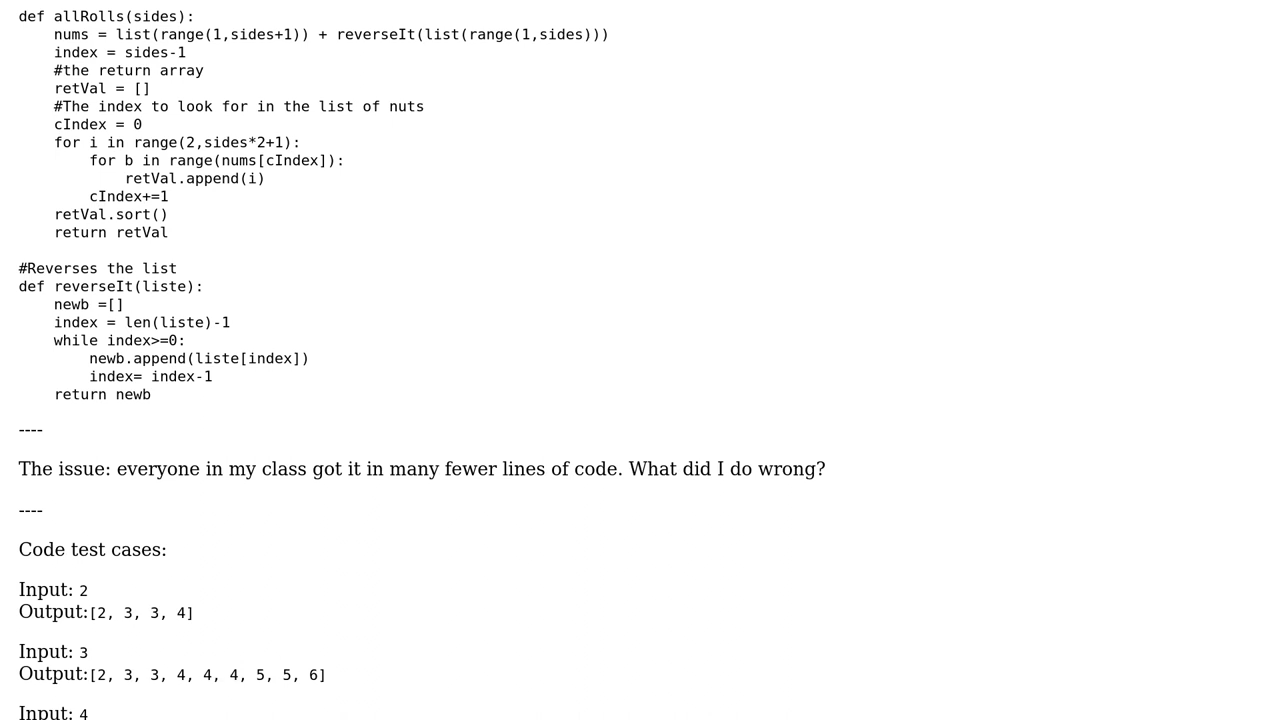 def allRolls(sides):
    nums = list(range(1,sides+1)) + reverseIt(list(range(1,sides)))
    index = sides-1
    #the return array
    retVal = []
    #The index to look for in the list of nuts
    cIndex = 0
    for i in range(2,sides*2+1):
        for b in range(nums[cIndex]):
            retVal.append(i)
        cIndex+=1
    retVal.sort()
    return retVal

#Reverses the list
def reverseIt(liste):
    newb =[]
    index = len(liste)-1
    while index>=0:
        newb.append(liste[index])
        index= index-1
    return newb
----
The issue: everyone in my class got it in many fewer lines of code. What did I do wrong?
----
Code test cases:
Input: 2
Output:[2, 3, 3, 4]
Input: 3
Output:[2, 3, 3, 4, 4, 4, 5, 5, 6]
Input: 4